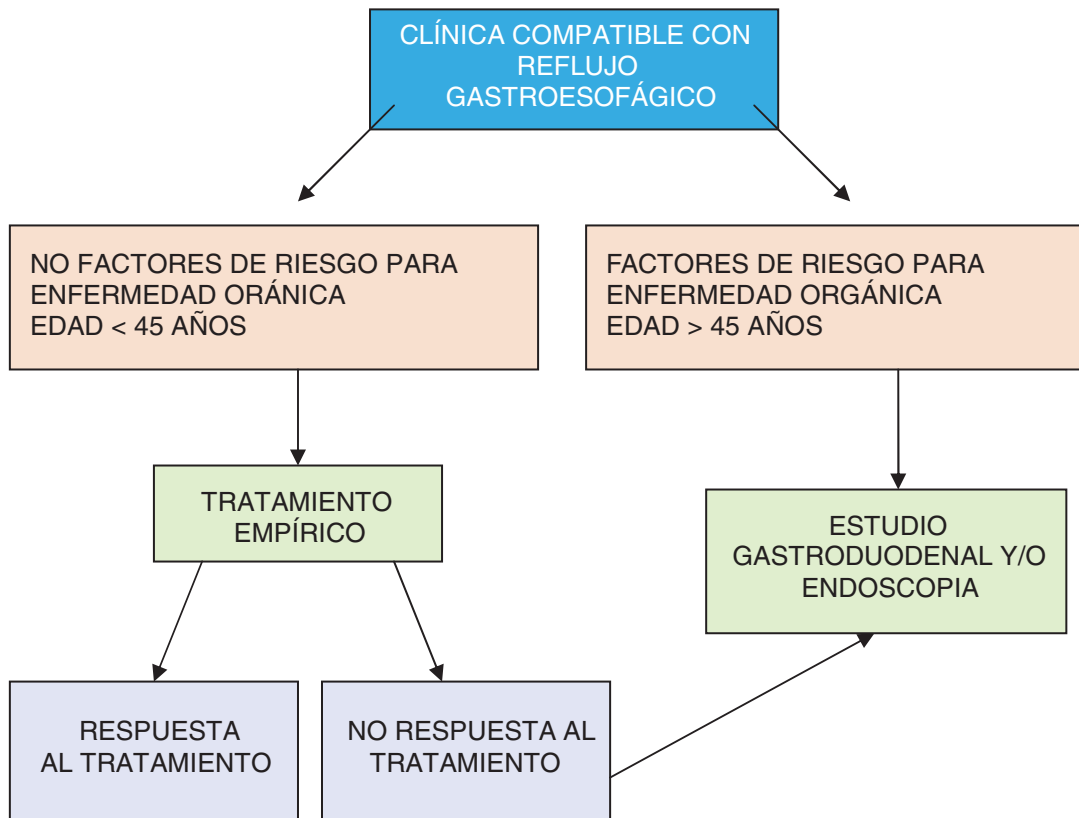 CLÍNICA COMPATIBLE CON
REFLUJO
GASTROESOFÁGICO
NO FACTORES DE RIESGO PARA
ENFERMEDAD ORÁNICA
EDAD < 45 AÑOS
FACTORES DE RIESGO PARA
ENFERMEDAD ORGÁNICA
EDAD > 45 AÑOS
TRATAMIENTO
EMPÍRICO
ESTUDIO
GASTRODUODENAL Y/O
ENDOSCOPIA
RESPUESTA
AL TRATAMIENTO
NO RESPUESTA AL
TRATAMIENTO